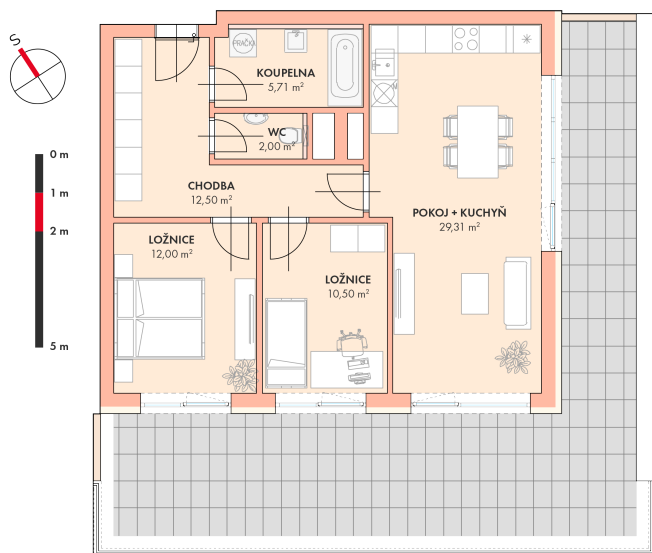 S
0 m
1 m
2 m
5 m
PRAČKA
KOUPELNA
5,71 m²
WC
2,00 m²
CHODBA
12,50 m²
POKOJ + KUCHYŇ
29,31 m²
LOŽNICE
12,00 m²
LOŽNICE
10,50 m²